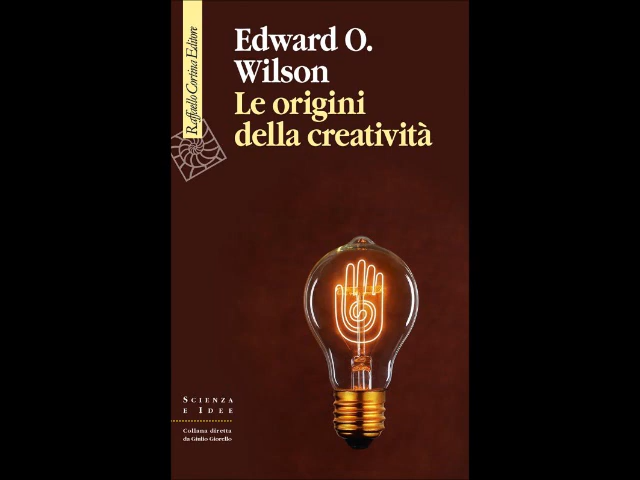 Edward O.
Wilson
Le origini
della creatività
Raffaello Cortina Editore
SCIENZA
E IDEE
Collana diretta
da Giulio Giorello